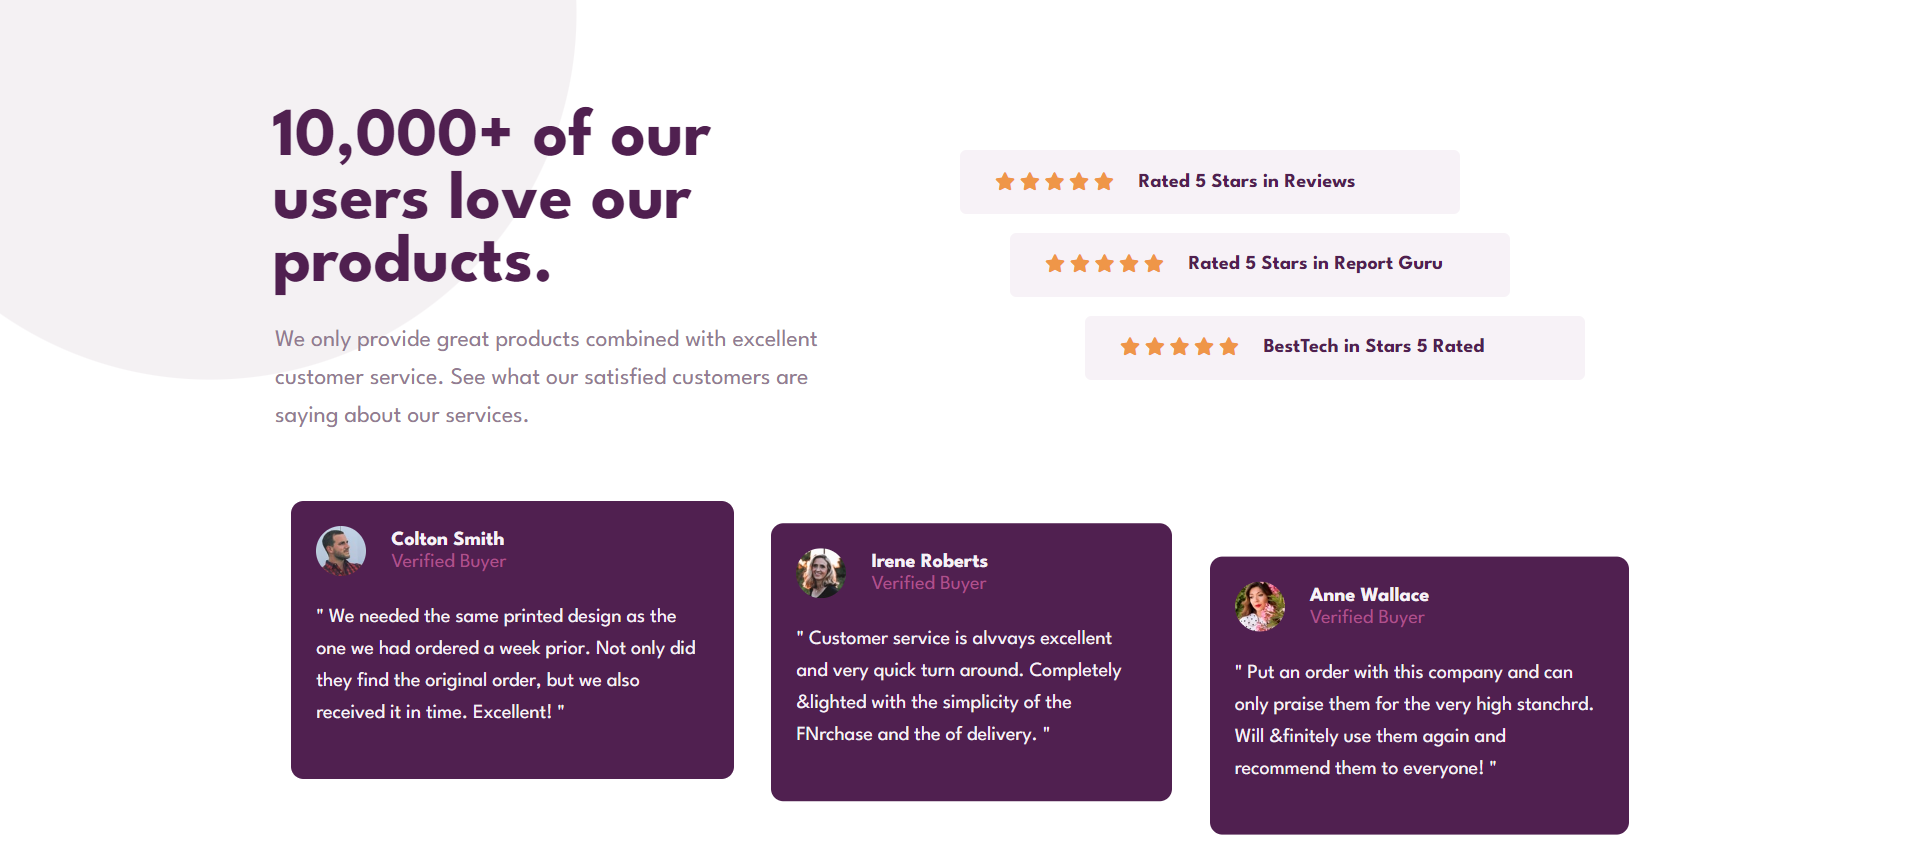 10,000+ of our
users love our
products.
We only provide great products combined with excellent
customer service. See what our satisfied customers are
saying about our services.
Rated 5 Stars in Reviews
Rated 5 Stars in Report Guru
BestTech in Stars 5 Rated
Colton Smith
Verified Buyer
" We needed the same printed design as the
one we had ordered a week prior. Not only did
they find the original order, but we also
received it in time. Excellent! "
Irene Roberts
Verified Buyer
" Customer service is alvvays excellent
and very quick turn around. Completely
&lighted with the simplicity of the
FNrchase and the of delivery. "
Anne Wallace
Verified Buyer
" Put an order with this company and can
only praise them for the very high stanchrd.
Will &finitely use them again and
recommend them to everyone! "